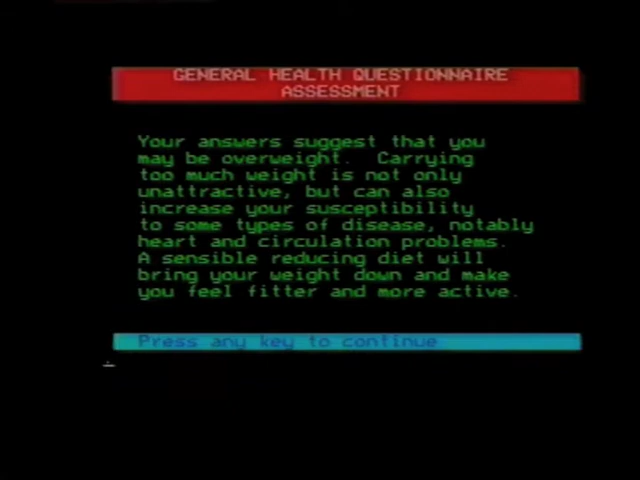 GENERAL HEALTH QUESTIONNAIRE
ASSESSMENT
Your answers suggest that you
may be overweight.  Carrying
too much weight is not only
unattractive, but can also
increase your susceptibility
to some types of disease, notably
heart and circulation problems.
A sensible reducing diet will
bring your weight down and make
you feel fitter and more active.
Press any key to continue